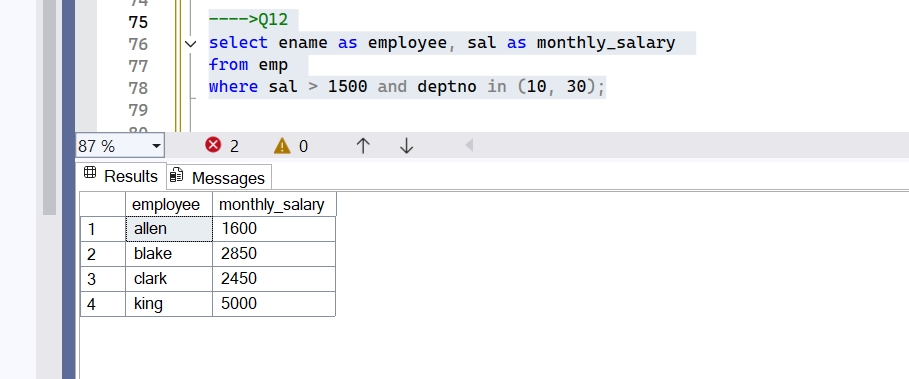 74
75 ---->Q12
76 select ename as employee, sal as monthly_salary
77 from emp
78 where sal > 1500 and deptno in (10, 30);
79
80
87 % 2 0
Results Messages
employee monthly_salary
1 allen 1600
2 blake 2850
3 clark 2450
4 king 5000